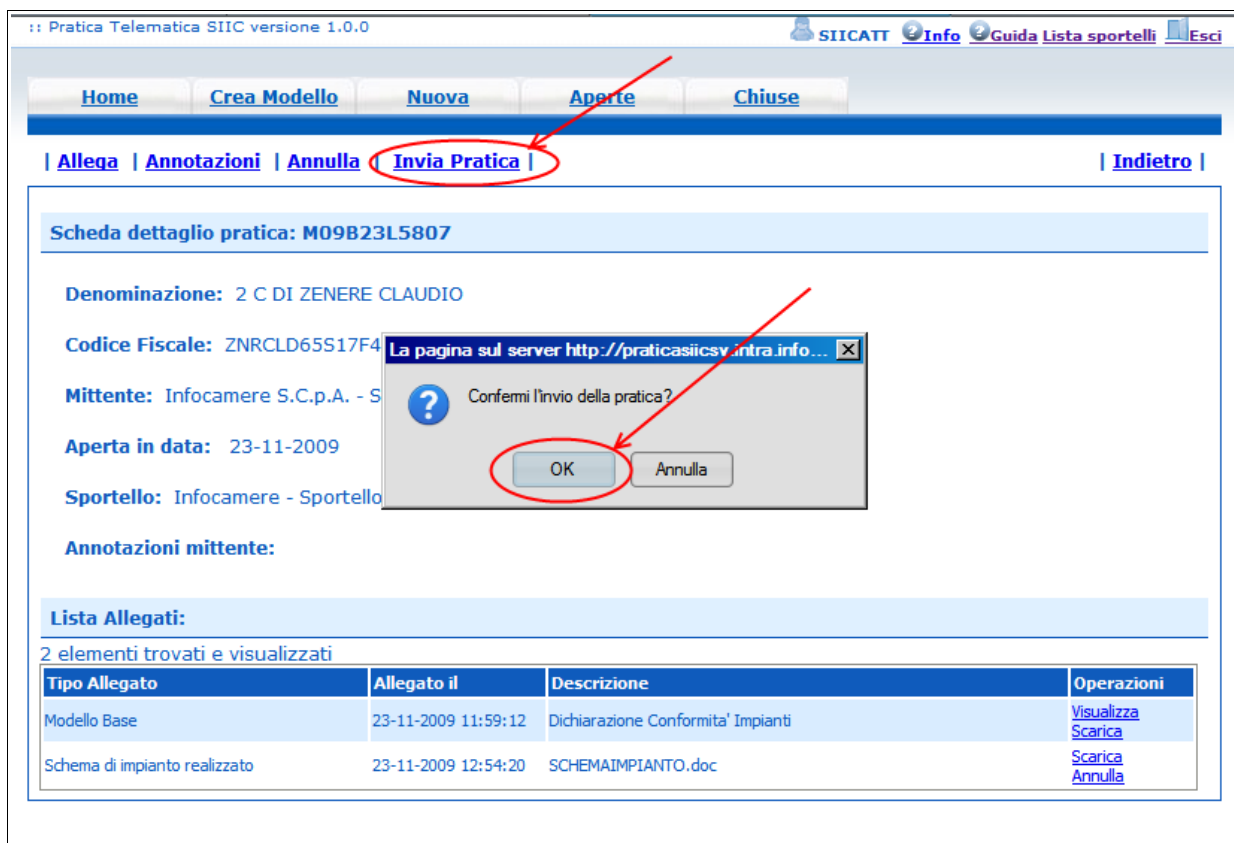 :: Pratica Telematica SIIC versione 1.0.0 SIICATT Info Guida Lista sportelli Esci
Home Crea Modello Nuova Aperte Chiuse
| Allega | Annotazioni | Annulla | Invia Pratica | | Indietro |
Scheda dettaglio pratica: M09B23L5807
Denominazione: 2 C DI ZENERE CLAUDIO
Codice Fiscale: ZNRCLD65S17F4
La pagina sul server http://praticasiicsv.intra.info...
Mittente: Infocamere S.C.p.A. - S
Confermi l'invio della pratica?
Aperta in data: 23-11-2009
OK Annulla
Sportello: Infocamere - Sportello
Annotazioni mittente:
Lista Allegati:
2 elementi trovati e visualizzati
Tipo Allegato Allegato il Descrizione Operazioni
Modello Base 23-11-2009 11:59:12 Dichiarazione Conformita' Impianti Visualizza
Scarica
Schema di impianto realizzato 23-11-2009 12:54:20 SCHEMAIMPIANTO.doc Scarica
Annulla